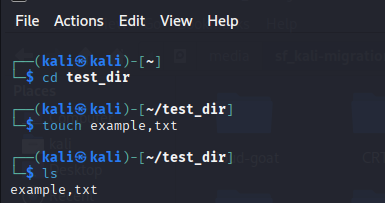 File Actions Edit View Help
┌──(kali㉿kali)-[~]
└─$ cd test_dir
┌──(kali㉿kali)-[~/test_dir]
└─$ touch example,txt
┌──(kali㉿kali)-[~/test_dir]
└─$ ls
example,txt